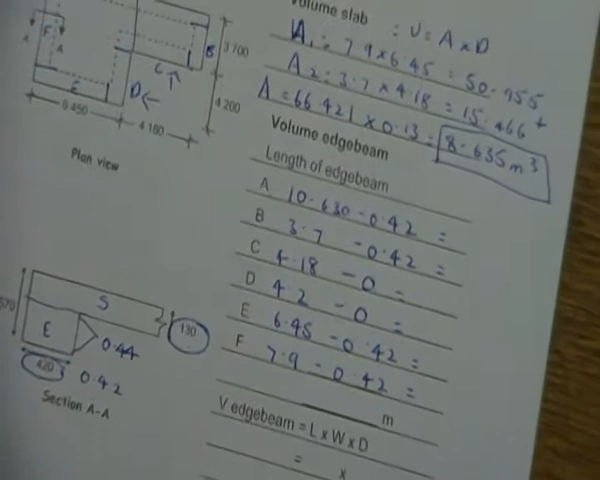 Volume slab : V = A x D
A1 = 7.9 x 6.45 = 50.955
A2 = 3.7 x 4.18 = 15.466 +
A = 66.421 x 0.13 = 8.635m³
Volume edgebeam
Length of edgebeam
A 10.630 - 0.42 =
B 3.7 - 0.42 =
C 4.18 - 0 =
D 4.2 - 0 =
E 6.45 - 0.42 =
F 7.9 - 0.42 =
m
V edgebeam = L x W x D
= x
F
A
A
B
3 700
C
E
D
4 200
6 450
4 180
Plan view
570
S
E
130
0.44
420
0.42
Section A-A